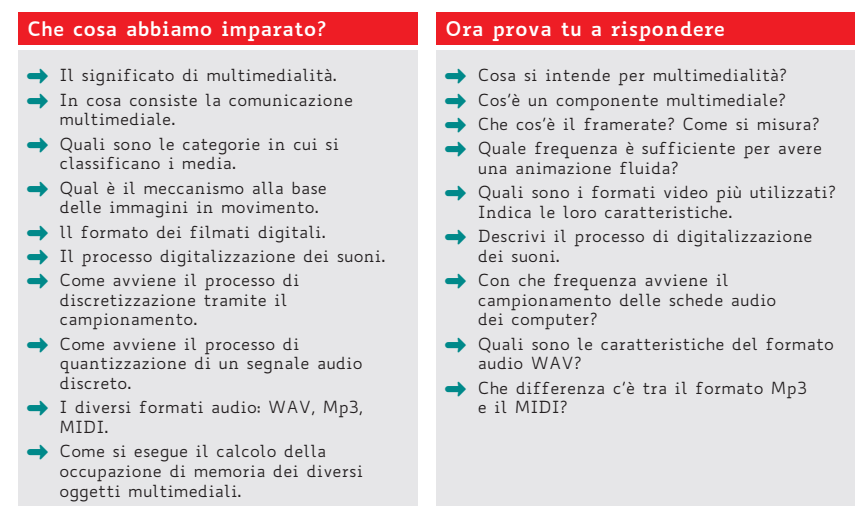 Che cosa abbiamo imparato?
Il significato di multimedialità.
In cosa consiste la comunicazione
multimediale.
Quali sono le categorie in cui si
classificano i media.
Qual è il meccanismo alla base
delle immagini in movimento.
ll formato dei filmati digitali.
Il processo digitalizzazione dei suoni.
Come avviene il processo di
discretizzazione tramite il
campionamento.
Come avviene il processo di
quantizzazione di un segnale audio
discreto.
I diversi formati audio: WAV, Mp3,
MIDI.
Come si esegue il calcolo della
occupazione di memoria dei diversi
oggetti multimediali.
Ora prova tu a rispondere
Cosa si intende per multimedialità?
Cos'è un componente multimediale?
Che cos'è il framerate? Come si misura?
Quale frequenza è sufficiente per avere
una animazione fluida?
Quali sono i formati video più utilizzati?
Indica le loro caratteristiche.
Descrivi il processo di digitalizzazione
dei suoni.
Con che frequenza avviene il
campionamento delle schede audio
dei computer?
Quali sono le caratteristiche del formato
audio WAV?
Che differenza c'è tra il formato Mp3
e il MIDI?